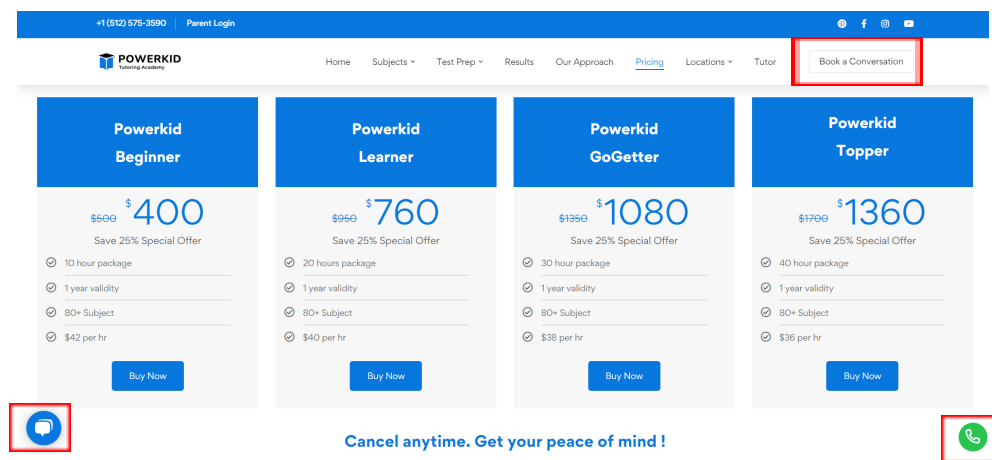 +1 (512) 575-3590 Parent Login
POWERKID
Tutoring Academy
Home Subjects Test Prep Results Our Approach Pricing Locations Tutor Book a Conversation
Powerkid
Beginner
$500 $400
Save 25% Special Offer
10 hour package
1 year validity
80+ Subject
$42 per hr
Buy Now
Powerkid
Learner
$950 $760
Save 25% Special Offer
20 hours package
1 year validity
80+ Subject
$40 per hr
Buy Now
Powerkid
GoGetter
$1350 $1080
Save 25% Special Offer
30 hour package
1 year validity
80+ Subject
$38 per hr
Buy Now
Powerkid
Topper
$1700 $1360
Save 25% Special Offer
40 hour package
1 year validity
80+ Subject
$36 per hr
Buy Now
Cancel anytime. Get your peace of mind !